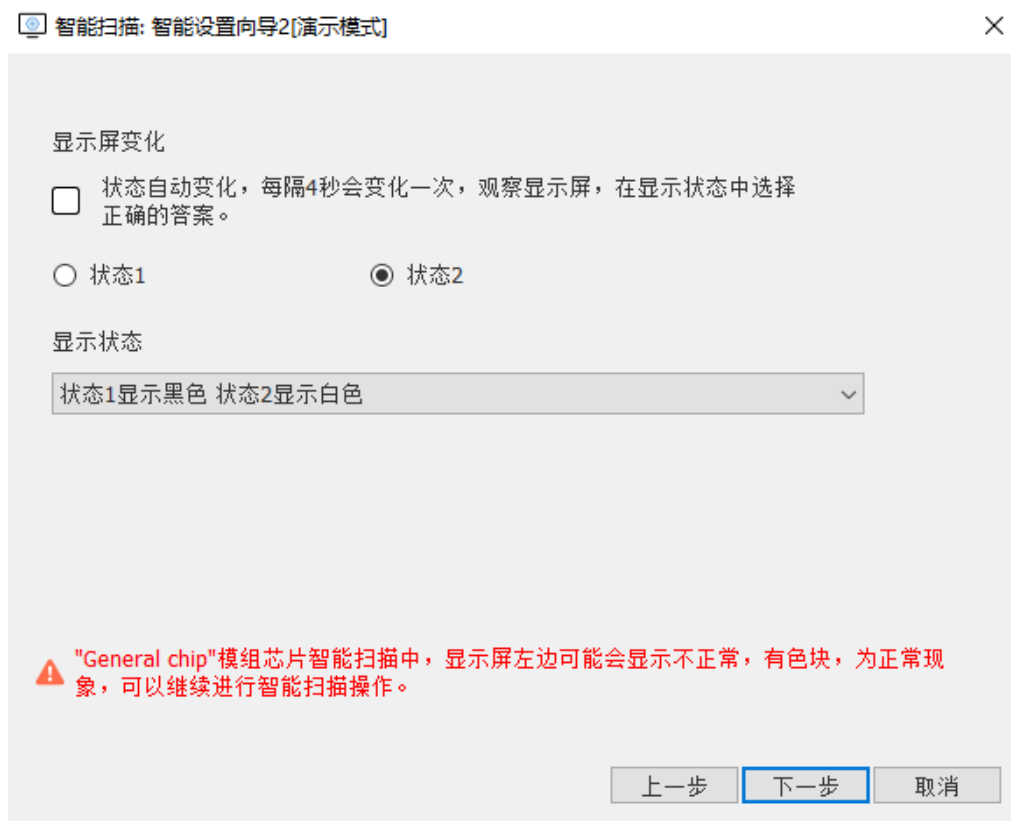 智能扫描: 智能设置向导2[演示模式]
显示屏变化
状态自动变化，每隔4秒会变化一次，观察显示屏，在显示状态中选择
正确的答案。
状态1 状态2
显示状态
状态1显示黑色 状态2显示白色
"General chip"模组芯片智能扫描中，显示屏左边可能会显示不正常，有色块，为正常现
象，可以继续进行智能扫描操作。
上一步 下一步 取消